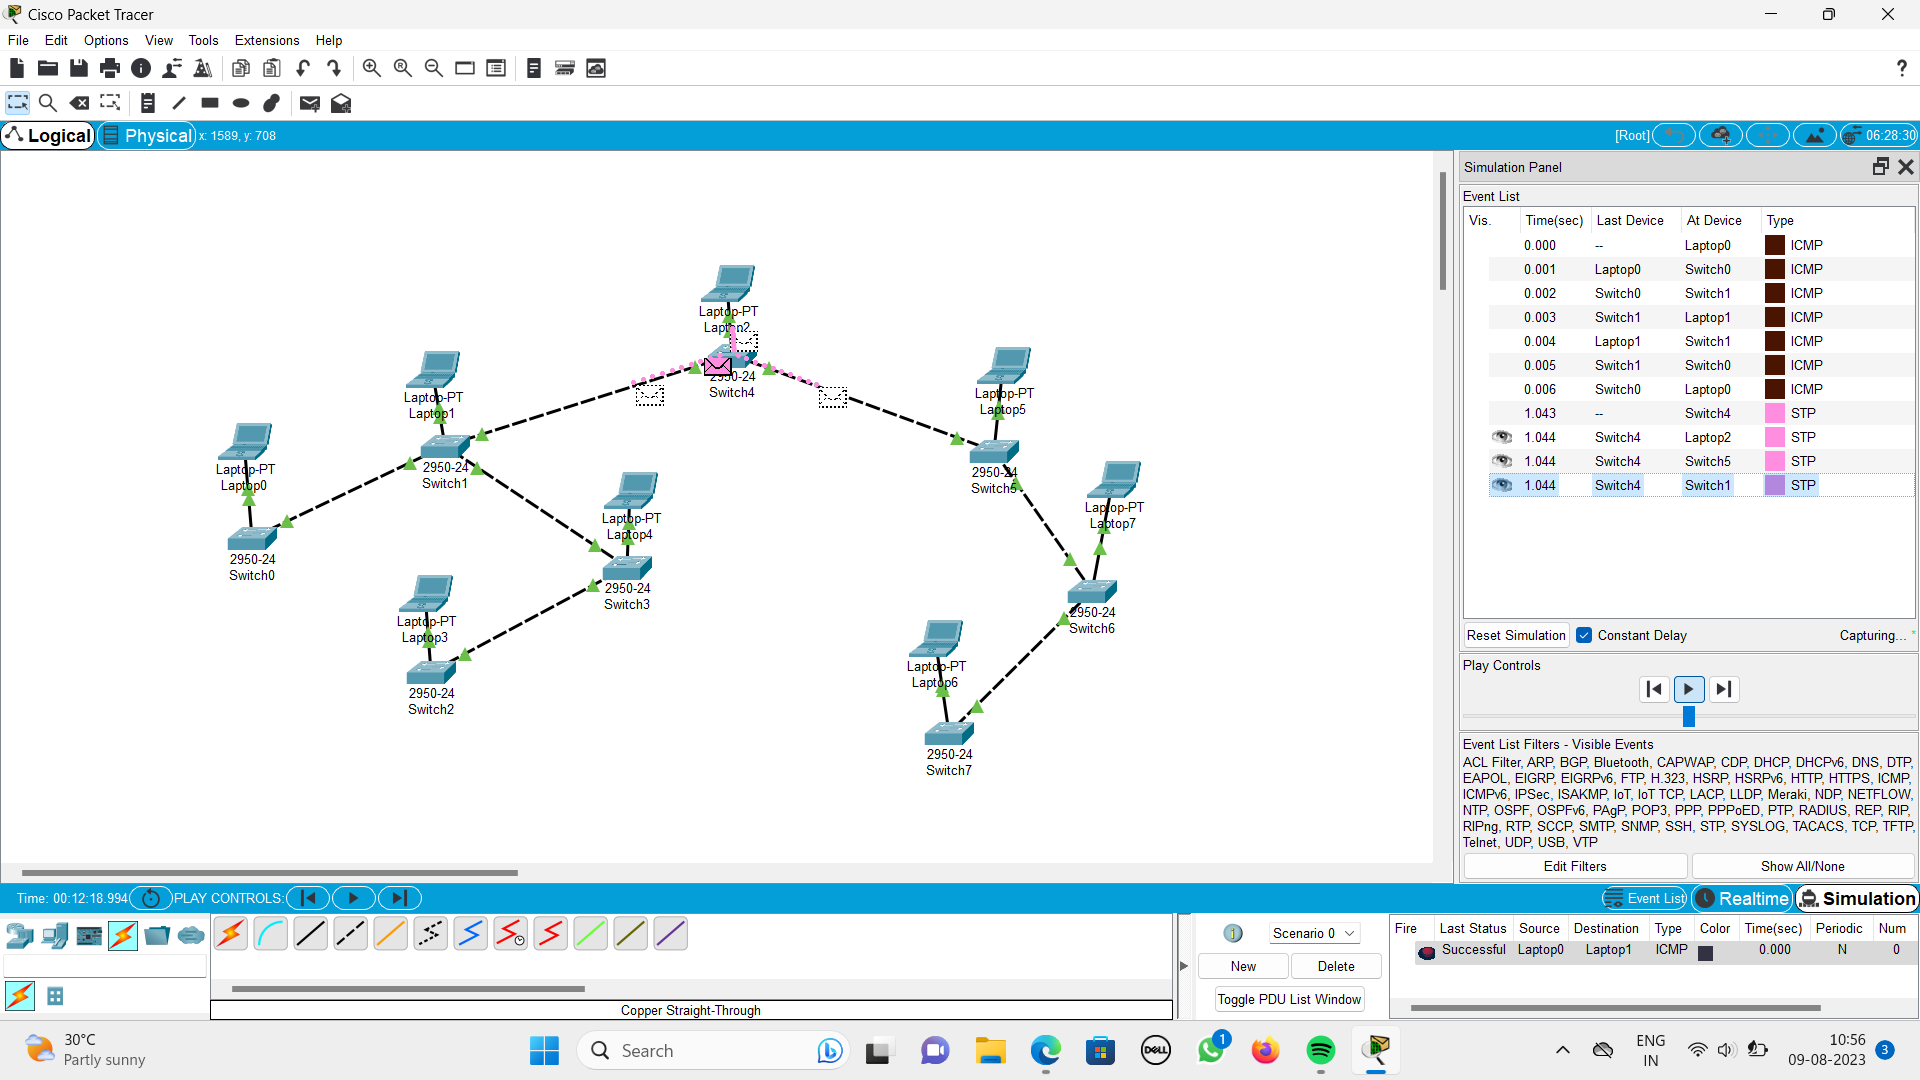 Cisco Packet Tracer
File Edit Options View Tools Extensions Help
Logical Physical x: 1589, y: 708 [Root] 06:28:30
Simulation Panel
Event List
Vis. Time(sec) Last Device At Device Type
0.000 -- Laptop0 ICMP
0.001 Laptop0 Switch0 ICMP
0.002 Switch0 Switch1 ICMP
0.003 Switch1 Laptop1 ICMP
0.004 Laptop1 Switch1 ICMP
0.005 Switch1 Switch0 ICMP
0.006 Switch0 Laptop0 ICMP
1.043 -- Switch4 STP
1.044 Switch4 Laptop2 STP
1.044 Switch4 Switch5 STP
1.044 Switch4 Switch1 STP
Reset Simulation Constant Delay Capturing... *
Play Controls
Event List Filters - Visible Events
ACL Filter, ARP, BGP, Bluetooth, CAPWAP, CDP, DHCP, DHCPv6, DNS, DTP,
EAPOL, EIGRP, EIGRPv6, FTP, H.323, HSRP, HSRPv6, HTTP, HTTPS, ICMP,
ICMPv6, IPSec, ISAKMP, IoT, IoT TCP, LACP, LLDP, Meraki, NDP, NETFLOW,
NTP, OSPF, OSPFv6, PAgP, POP3, PPP, PPPoED, PTP, RADIUS, REP, RIP,
RIPng, RTP, SCCP, SMTP, SNMP, SSH, STP, SYSLOG, TACACS, TCP, TFTP,
Telnet, UDP, USB, VTP
Edit Filters Show All/None
Laptop-PT
Laptop2
2950-24
Switch4
Laptop-PT
Laptop1
2950-24
Switch1
Laptop-PT
Laptop5
2950-24
Switch5
Laptop-PT
Laptop0
2950-24
Switch0
Laptop-PT
Laptop4
2950-24
Switch3
Laptop-PT
Laptop7
2950-24
Switch6
Laptop-PT
Laptop3
2950-24
Switch2
Laptop-PT
Laptop6
2950-24
Switch7
Time: 00:12:18.994 PLAY CONTROLS: Event List Realtime Simulation
Scenario 0
New Delete
Toggle PDU List Window
Fire Last Status Source Destination Type Color Time(sec) Periodic Num
Successful Laptop0 Laptop1 ICMP 0.000 N 0
Copper Straight-Through
30°C
Partly sunny
Search
DELL
1
ENG
IN
10:56
09-08-2023
3